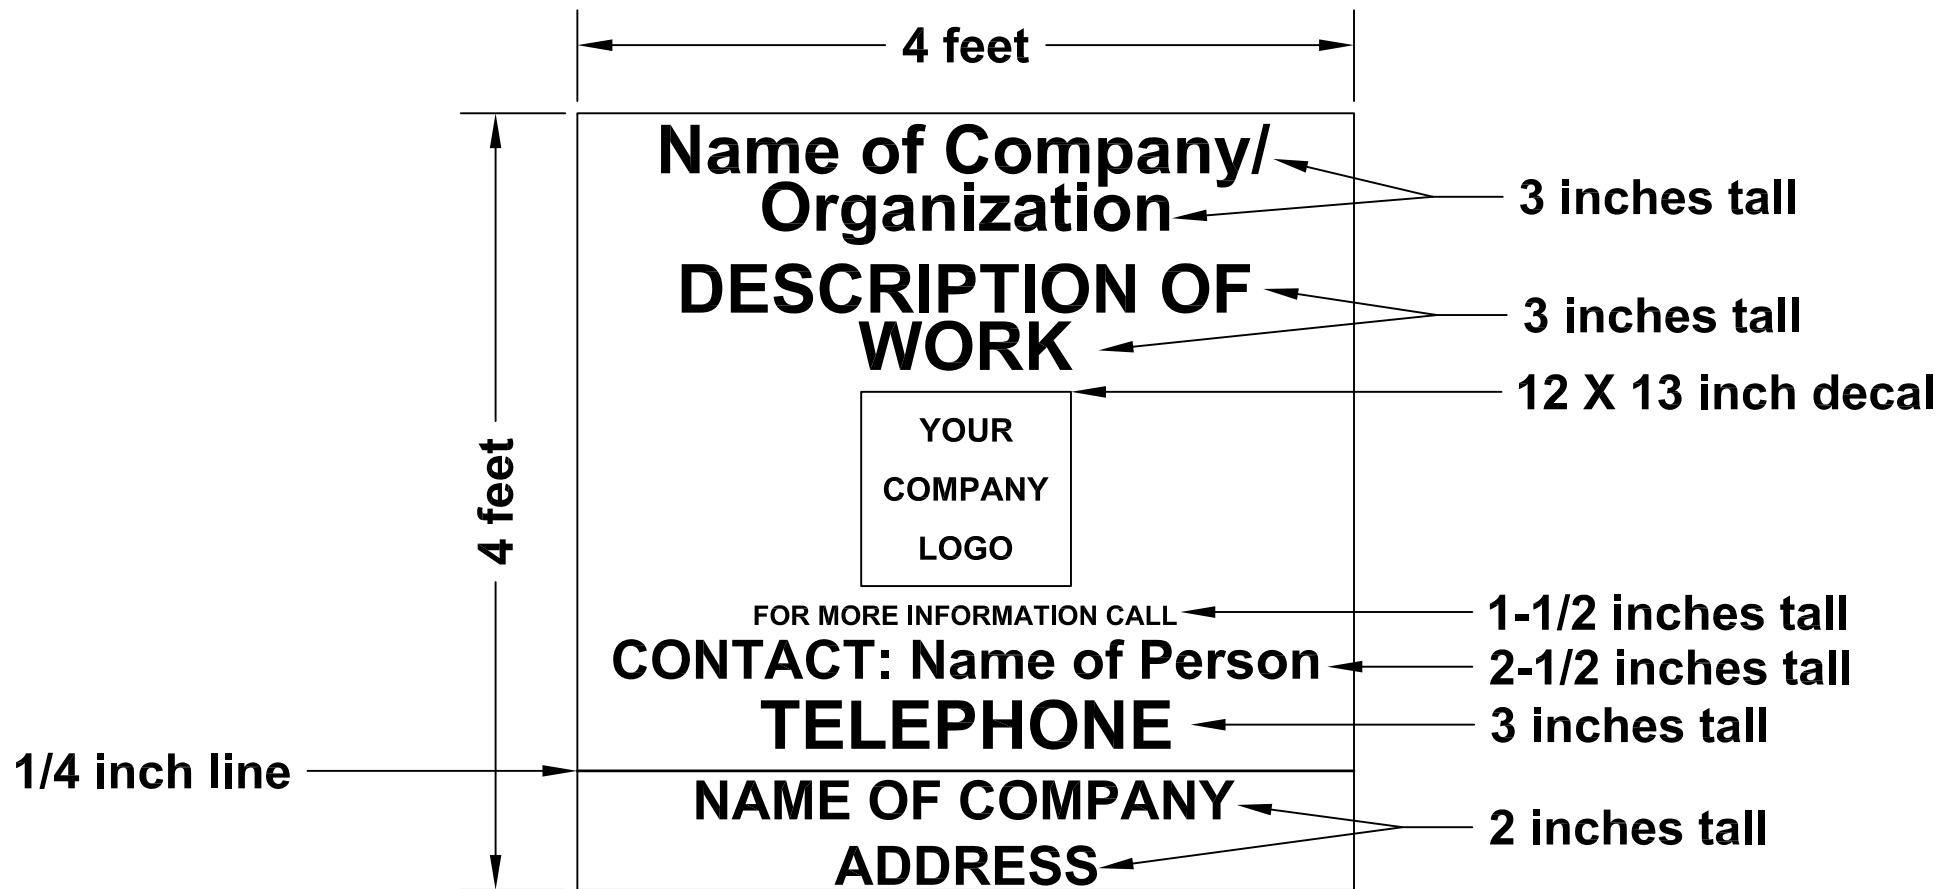 4 feet
Name of Company/
Organization
3 inches tall
DESCRIPTION OF
WORK
3 inches tall
12 X 13 inch decal
YOUR
COMPANY
LOGO
4 feet
FOR MORE INFORMATION CALL
1-1/2 inches tall
CONTACT: Name of Person
2-1/2 inches tall
TELEPHONE
3 inches tall
1/4 inch line
NAME OF COMPANY
ADDRESS
2 inches tall